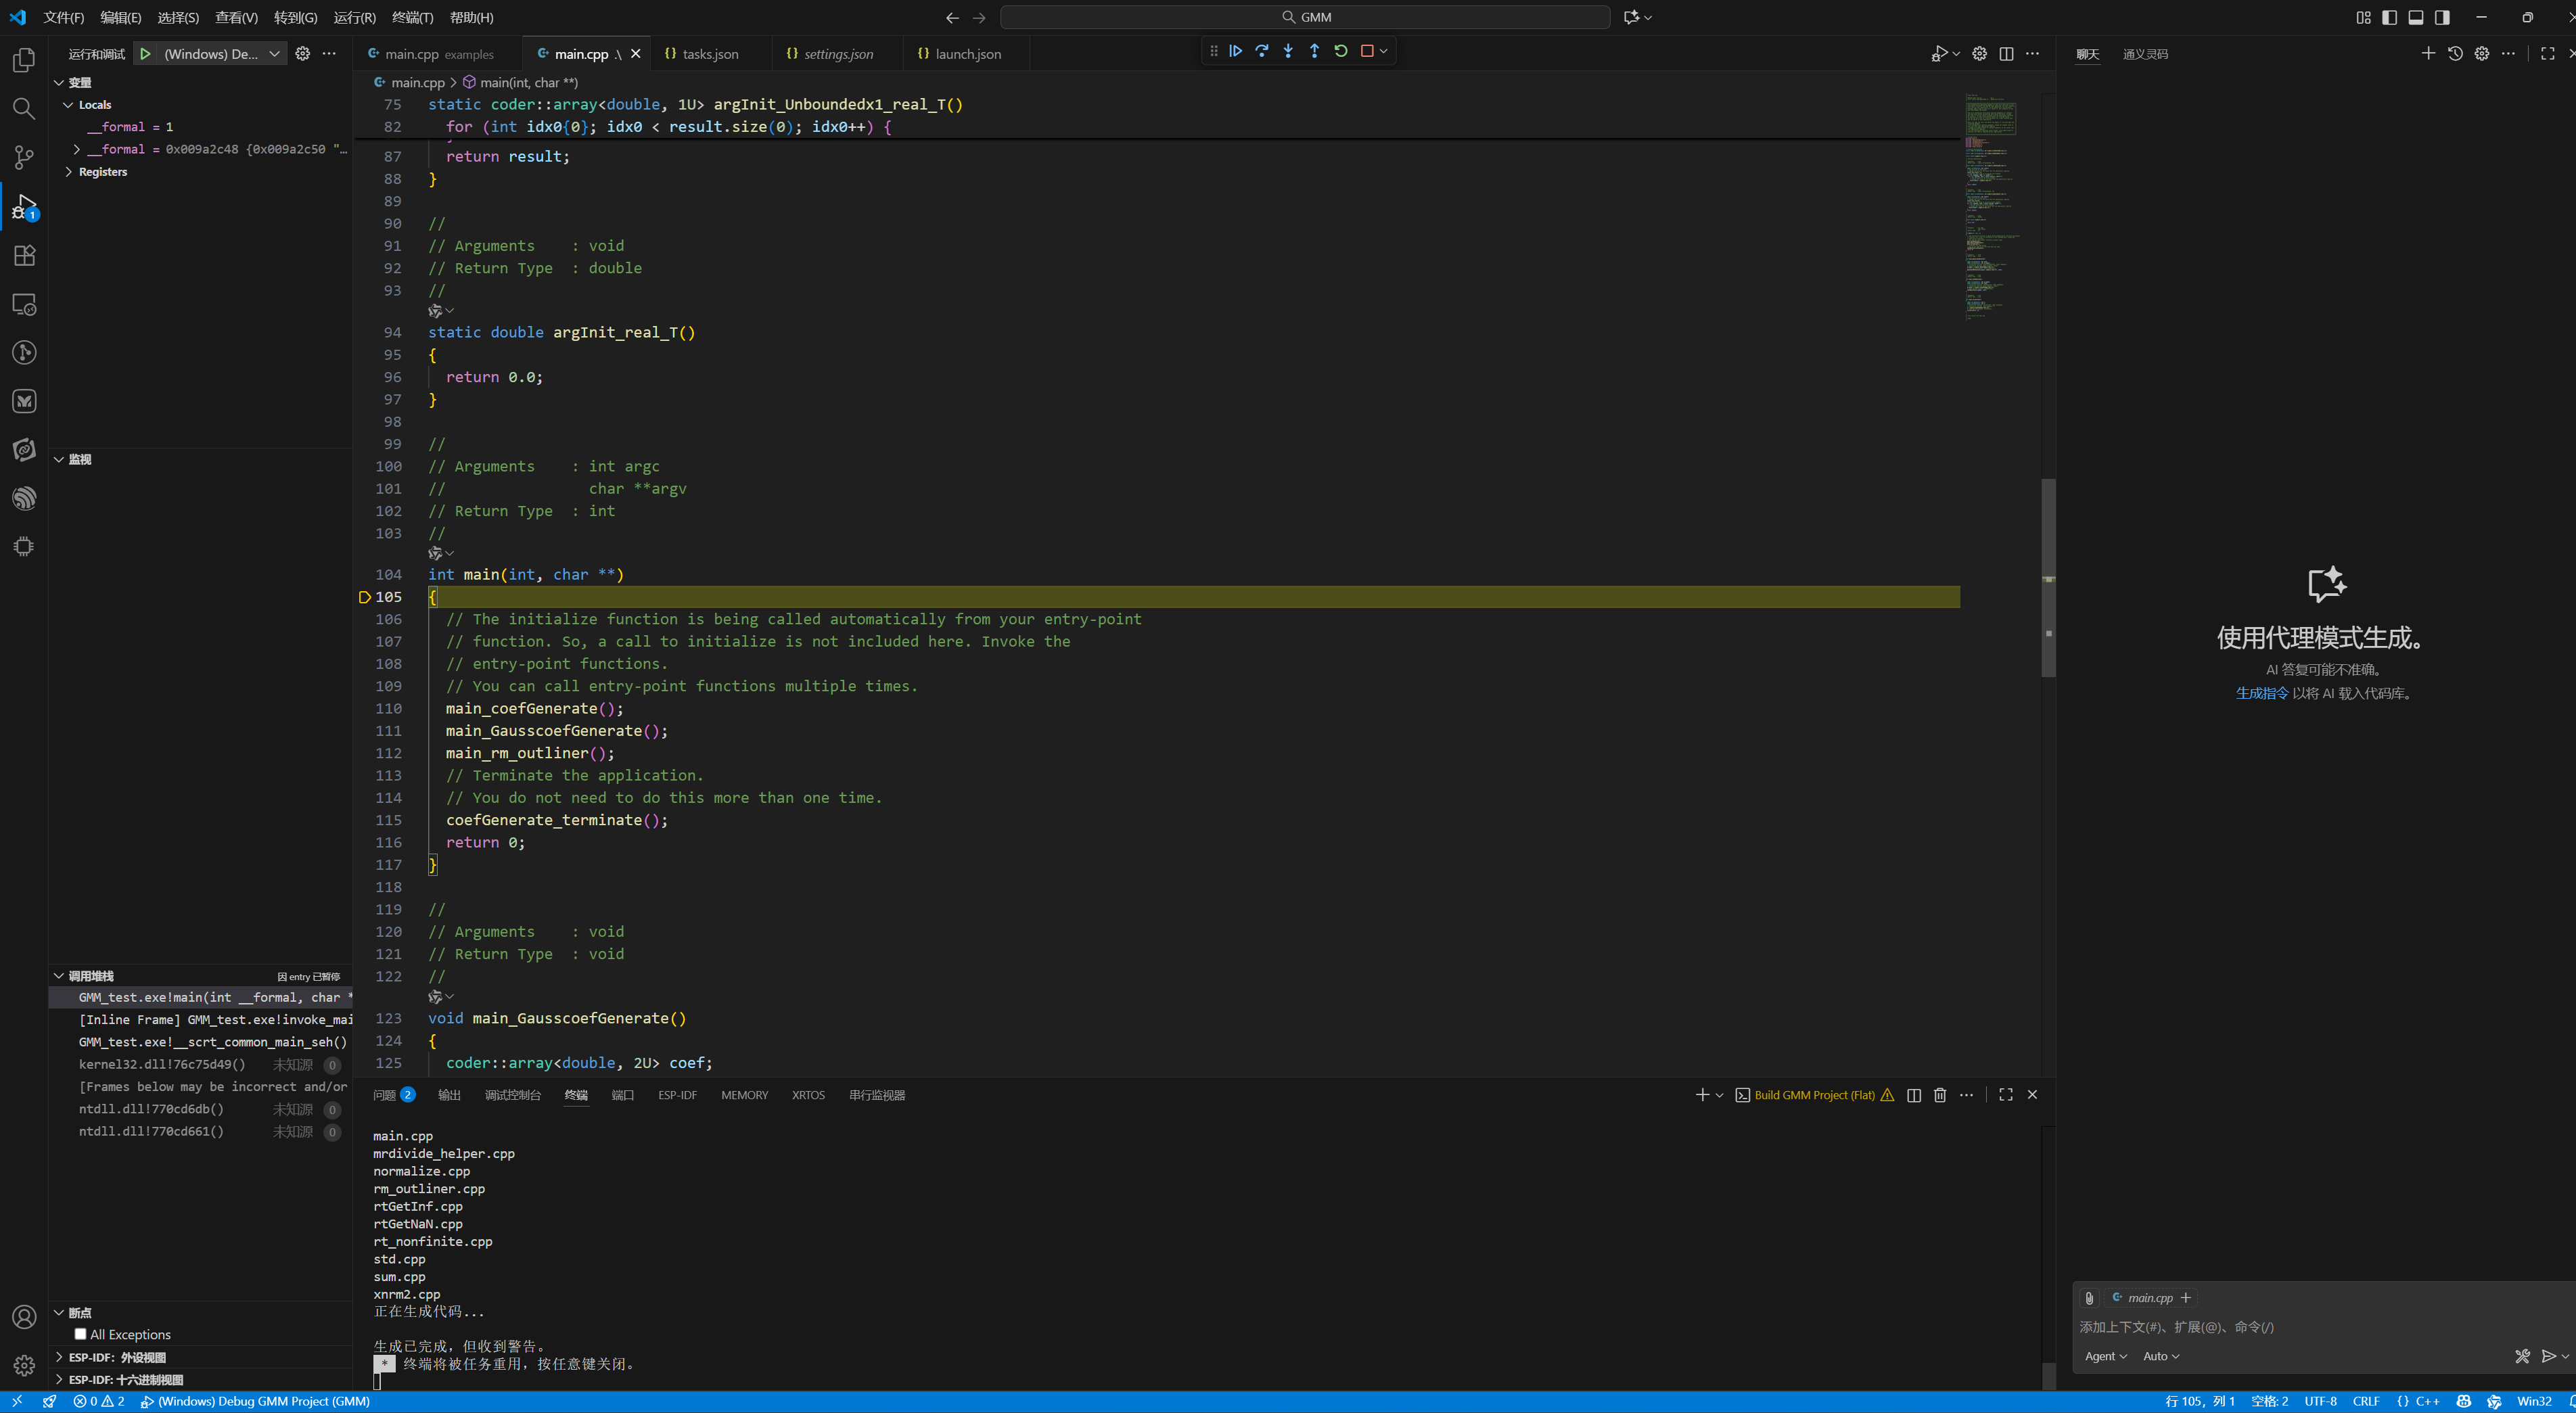 文件(F) 编辑(E) 选择(S) 查看(V) 转到(G) 运行(R) 终端(T) 帮助(H)
GMM
运行和调试 (Windows) De...
变量
Locals
__formal = 1
__formal = 0x009a2c48 {0x009a2c50 "...
Registers
监视
调用堆栈 因 entry 已暂停
GMM_test.exe!main(int __formal, char *
[Inline Frame] GMM_test.exe!invoke_mai
GMM_test.exe!__scrt_common_main_seh()
kernel32.dll!76c75d49() 未知源 0
[Frames below may be incorrect and/or
ntdll.dll!770cd6db() 未知源 0
ntdll.dll!770cd661() 未知源 0
断点
All Exceptions
ESP-IDF: 外设视图
ESP-IDF: 十六进制视图
1
main.cpp examples
main.cpp .\
tasks.json
settings.json
launch.json
main.cpp > main(int, char **)
75 static coder::array<double, 1U> argInit_Unboundedx1_real_T()
82 for (int idx0{0}; idx0 < result.size(0); idx0++) {
87 return result;
88 }
89
90 //
91 // Arguments    : void
92 // Return Type  : double
93 //
94 static double argInit_real_T()
95 {
96 return 0.0;
97 }
98
99 //
100 // Arguments    : int argc
101 //                char **argv
102 // Return Type  : int
103 //
104 int main(int, char **)
105 {
106 // The initialize function is being called automatically from your entry-point
107 // function. So, a call to initialize is not included here. Invoke the
108 // entry-point functions.
109 // You can call entry-point functions multiple times.
110 main_coefGenerate();
111 main_GausscoefGenerate();
112 main_rm_outliner();
113 // Terminate the application.
114 // You do not need to do this more than one time.
115 coefGenerate_terminate();
116 return 0;
117 }
118
119 //
120 // Arguments    : void
121 // Return Type  : void
122 //
123 void main_GausscoefGenerate()
124 {
125 coder::array<double, 2U> coef;
问题 2 输出 调试控制台 终端 端口 ESP-IDF MEMORY XRTOS 串行监视器
Build GMM Project (Flat)
main.cpp
mrdivide_helper.cpp
normalize.cpp
rm_outliner.cpp
rtGetInf.cpp
rtGetNaN.cpp
rt_nonfinite.cpp
std.cpp
sum.cpp
xnrm2.cpp
正在生成代码...
生成已完成，但收到警告。
* 终端将被任务重用，按任意键关闭。
聊天 通义灵码
使用代理模式生成。
AI 答复可能不准确。
生成指令 以将 AI 载入代码库。
main.cpp
添加上下文(#)、扩展(@)、命令(/)
Agent Auto
0 2 (Windows) Debug GMM Project (GMM)
行 105，列 1 空格: 2 UTF-8 CRLF {} C++ Win32